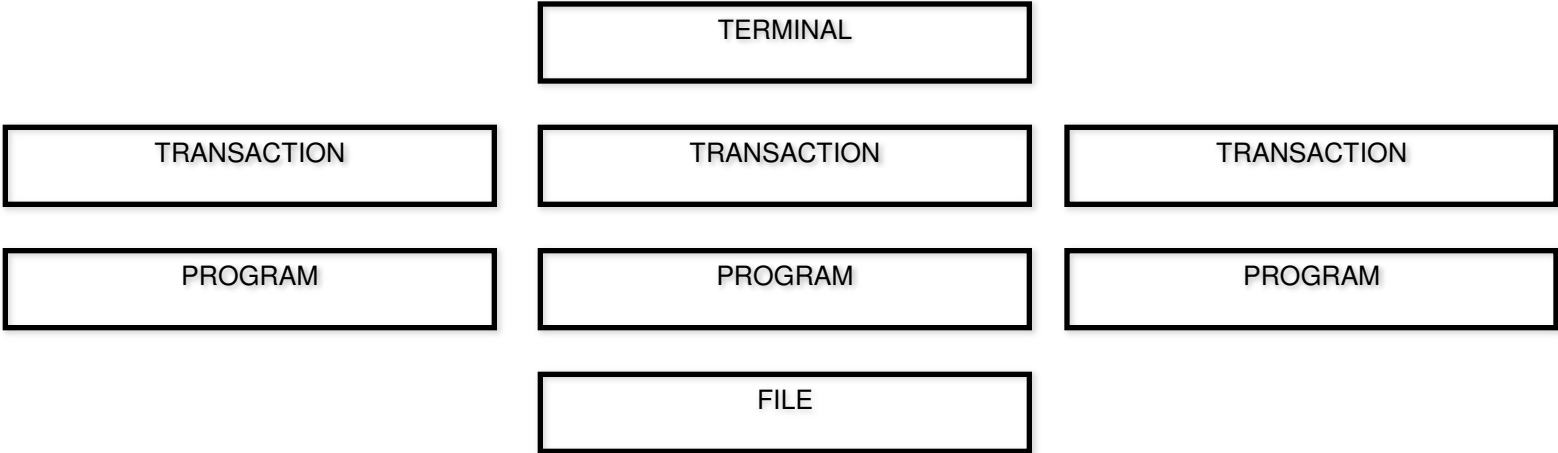 TERMINAL
TRANSACTION TRANSACTION TRANSACTION
PROGRAM PROGRAM PROGRAM
FILE